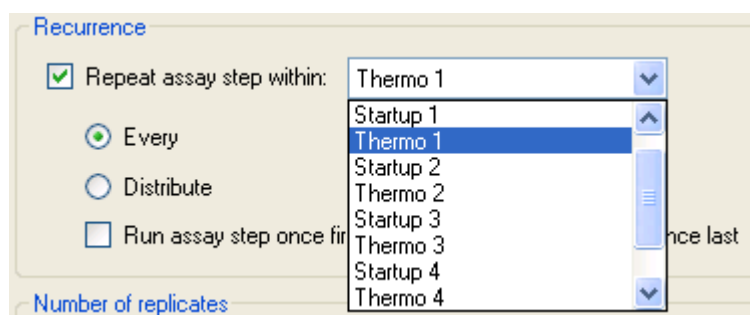 Recurrence
Repeat assay step within: Thermo 1
Startup 1
Every Thermo 1
Startup 2
Distribute Thermo 2
Startup 3
Run assay step once fir Thermo 3 nce last
Startup 4
Number of replicates Thermo 4